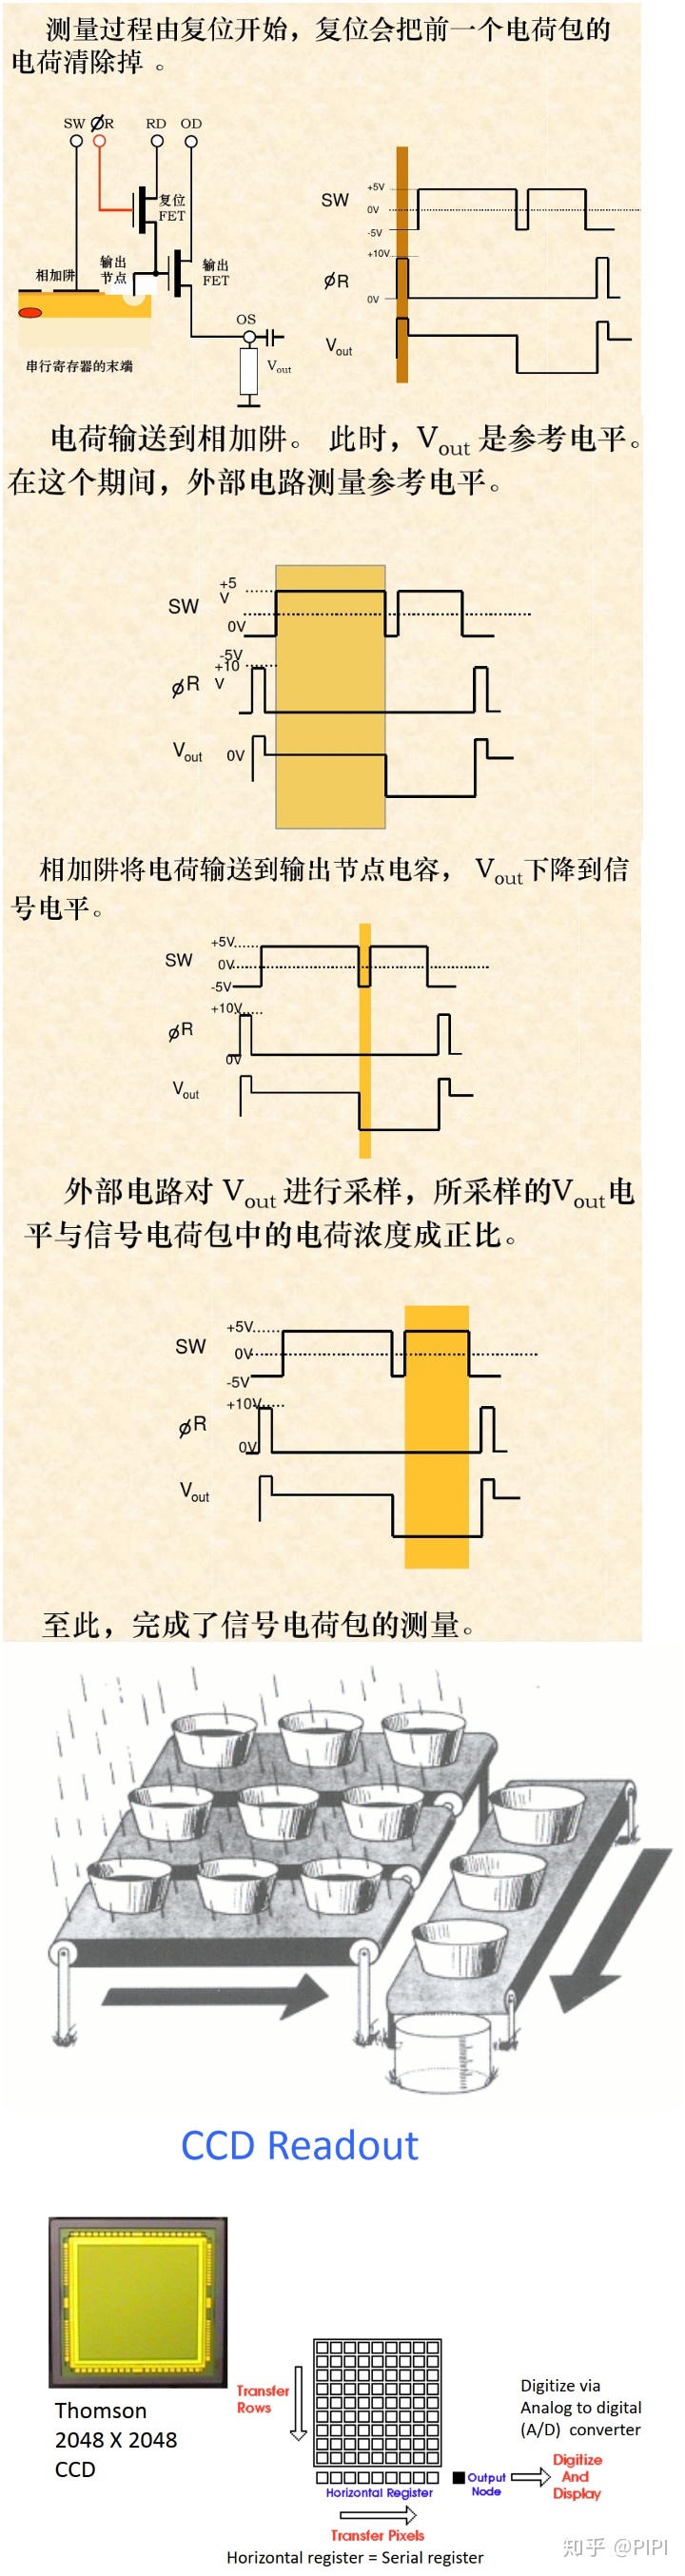 测量过程由复位开始，复位会把前一个电荷包的
电荷清除掉 。
SW ØR RD OD
复位
FET
输出
节点
输出
FET
相加阱
OS
Vout
串行寄存器的末端
SW
+5V
0V
-5V
+10V
ØR
0V
Vout
电荷输送到相加阱。 此时，Vout 是参考电平。
在这个期间，外部电路测量参考电平。
+5
V
SW
0V
-5V
+10
V
ØR
Vout
0V
相加阱将电荷输送到输出节点电容， Vout下降到信
号电平。
+5V
SW
0V
-5V
+10V
ØR
0V
Vout
外部电路对 Vout 进行采样，所采样的Vout电
平与信号电荷包中的电荷浓度成正比。
+5V
SW
0V
-5V
+10V
ØR
0V
Vout
至此，完成了信号电荷包的测量。
CCD Readout
Thomson
2048 X 2048
CCD
Transfer
Rows
Digitize via
Analog to digital
(A/D) converter
Horizontal Register
Output
Node
Digitize
And
Display
Transfer Pixels
Horizontal register = Serial register
知乎 @PIPI